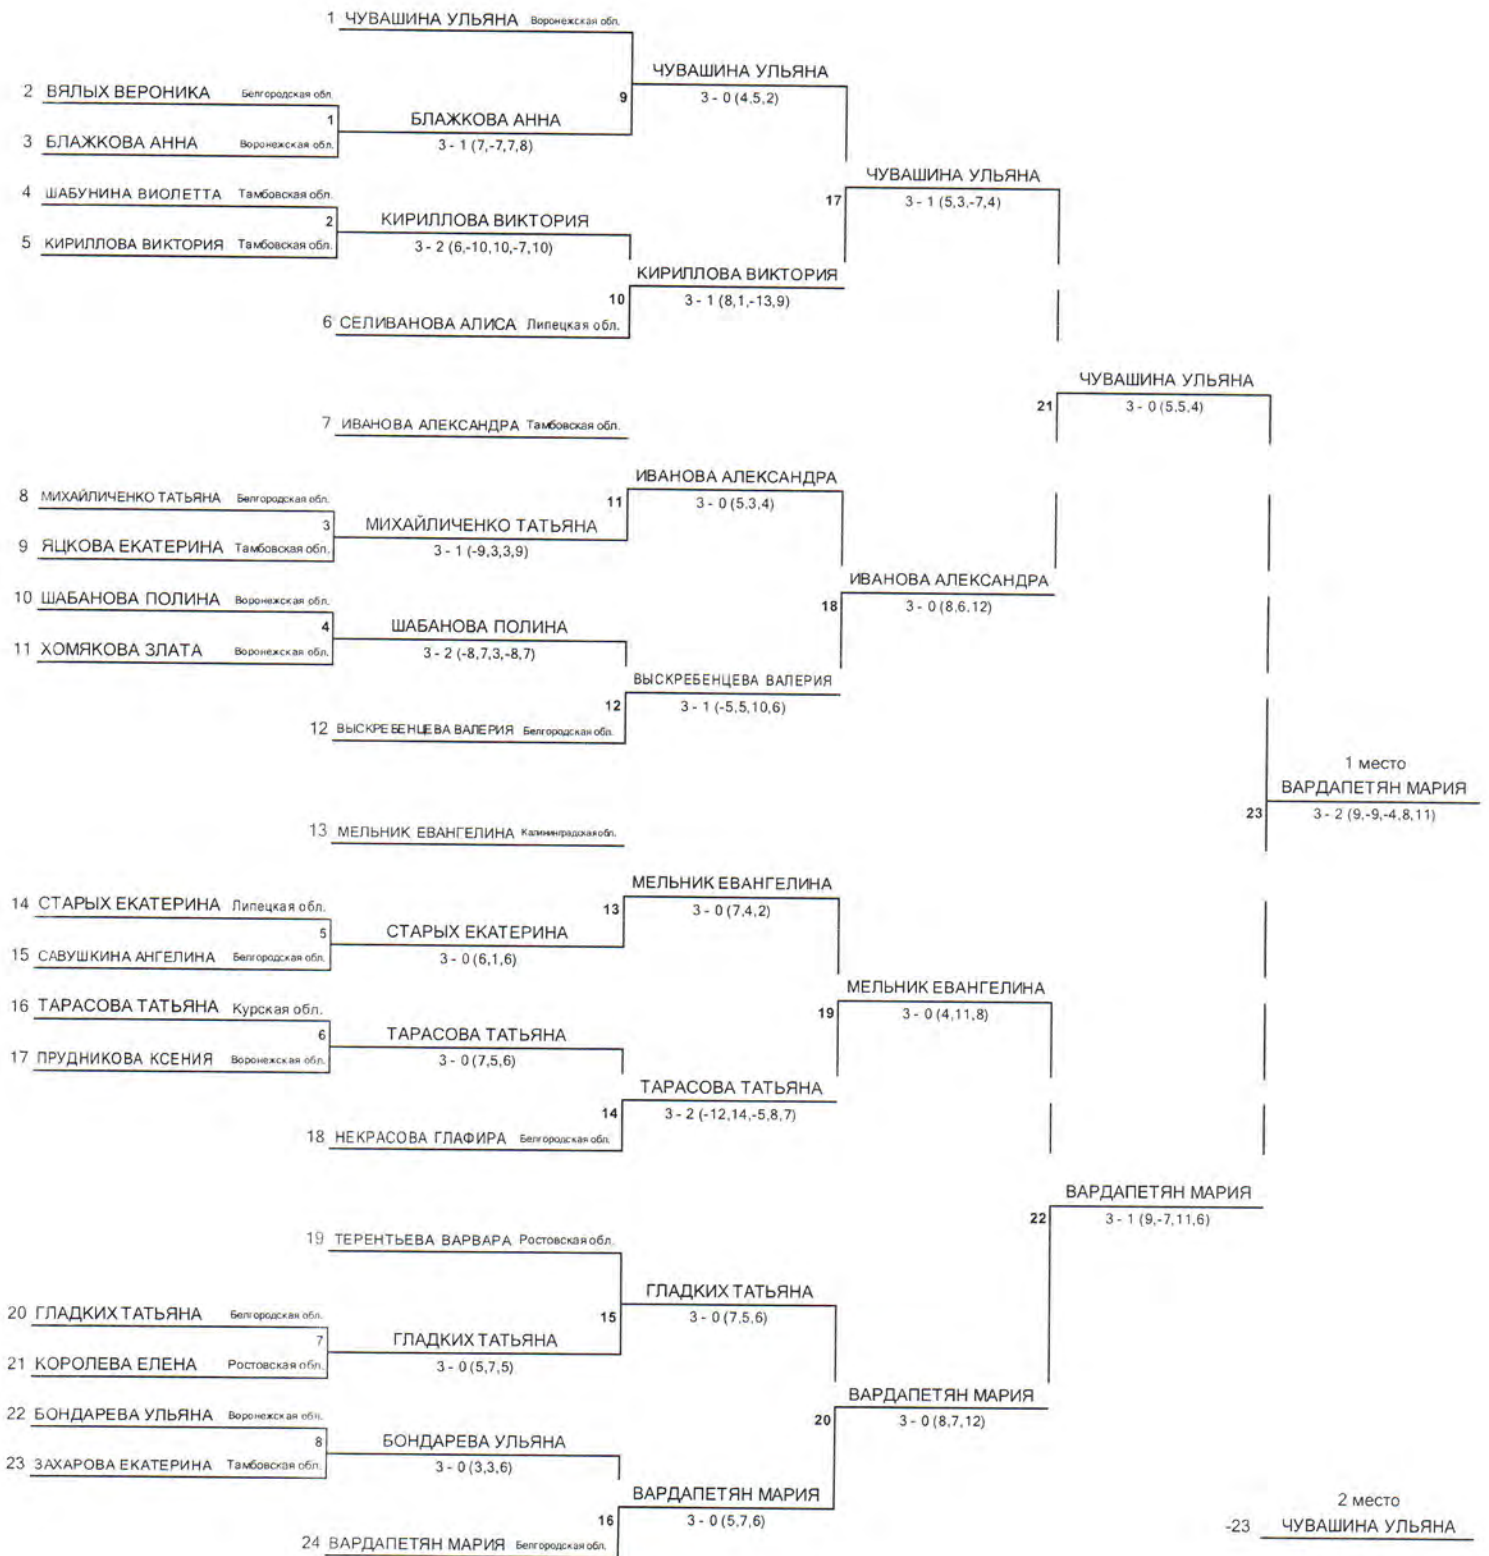 1 ЧУВАШИНА УЛЬЯНА Воронежская обл.
ЧУВАШИНА УЛЬЯНА
2 ВЯЛЫХ ВЕРОНИКА Белгородская обл.
9 3 - 0 (4,5,2)
1 БЛАЖКОВА АННА
3 БЛАЖКОВА АННА Воронежская обл.
3 - 1 (7,-7,7,8)
ЧУВАШИНА УЛЬЯНА
4 ШАБУНИНА ВИОЛЕТТА Тамбовская обл.
17 3 - 1 (5,3,-7,4)
2 КИРИЛЛОВА ВИКТОРИЯ
5 КИРИЛЛОВА ВИКТОРИЯ Тамбовская обл.
3 - 2 (6,-10,10,-7,10)
КИРИЛЛОВА ВИКТОРИЯ
10 3 - 1 (8,1,-13,9)
6 СЕЛИВАНОВА АЛИСА Липецкая обл.
ЧУВАШИНА УЛЬЯНА
21 3 - 0 (5,5,4)
7 ИВАНОВА АЛЕКСАНДРА Тамбовская обл.
ИВАНОВА АЛЕКСАНДРА
8 МИХАЙЛИЧЕНКО ТАТЬЯНА Белгородская обл.
11 3 - 0 (5,3,4)
3 МИХАЙЛИЧЕНКО ТАТЬЯНА
9 ЯЦКОВА ЕКАТЕРИНА Тамбовская обл.
3 - 1 (-9,3,3,9)
ИВАНОВА АЛЕКСАНДРА
10 ШАБАНОВА ПОЛИНА Воронежская обл.
18 3 - 0 (8,6,12)
4 ШАБАНОВА ПОЛИНА
11 ХОМЯКОВА ЗЛАТА Воронежская обл.
3 - 2 (-8,7,3,-8,7)
ВЫСКРЕБЕНЦЕВА ВАЛЕРИЯ
12 3 - 1 (-5,5,10,6)
12 ВЫСКРЕБЕНЦЕВА ВАЛЕРИЯ Белгородская обл.
1 место
ВАРДАПЕТЯН МАРИЯ
23 3 - 2 (9,-9,-4,8,11)
13 МЕЛЬНИК ЕВАНГЕЛИНА Калининградская обл.
МЕЛЬНИК ЕВАНГЕЛИНА
14 СТАРЫХ ЕКАТЕРИНА Липецкая обл.
13 3 - 0 (7,4,2)
5 СТАРЫХ ЕКАТЕРИНА
15 САВУШКИНА АНГЕЛИНА Белгородская обл.
3 - 0 (6,1,6)
МЕЛЬНИК ЕВАНГЕЛИНА
16 ТАРАСОВА ТАТЬЯНА Курская обл.
19 3 - 0 (4,11,8)
6 ТАРАСОВА ТАТЬЯНА
17 ПРУДНИКОВА КСЕНИЯ Воронежская обл.
3 - 0 (7,5,6)
ТАРАСОВА ТАТЬЯНА
14 3 - 2 (-12,14,-5,8,7)
18 НЕКРАСОВА ГЛАФИРА Белгородская обл.
ВАРДАПЕТЯН МАРИЯ
22 3 - 1 (9,-7,11,6)
19 ТЕРЕНТЬЕВА ВАРВАРА Ростовская обл.
ГЛАДКИХ ТАТЬЯНА
20 ГЛАДКИХ ТАТЬЯНА Белгородская обл.
15 3 - 0 (7,5,6)
7 ГЛАДКИХ ТАТЬЯНА
21 КОРОЛЕВА ЕЛЕНА Ростовская обл.
3 - 0 (5,7,5)
ВАРДАПЕТЯН МАРИЯ
22 БОНДАРЕВА УЛЬЯНА Воронежская обл.
20 3 - 0 (8,7,12)
8 БОНДАРЕВА УЛЬЯНА
23 ЗАХАРОВА ЕКАТЕРИНА Тамбовская обл.
3 - 0 (3,3,6)
ВАРДАПЕТЯН МАРИЯ
16 3 - 0 (5,7,6)
24 ВАРДАПЕТЯН МАРИЯ Белгородская обл.
2 место
-23 ЧУВАШИНА УЛЬЯНА